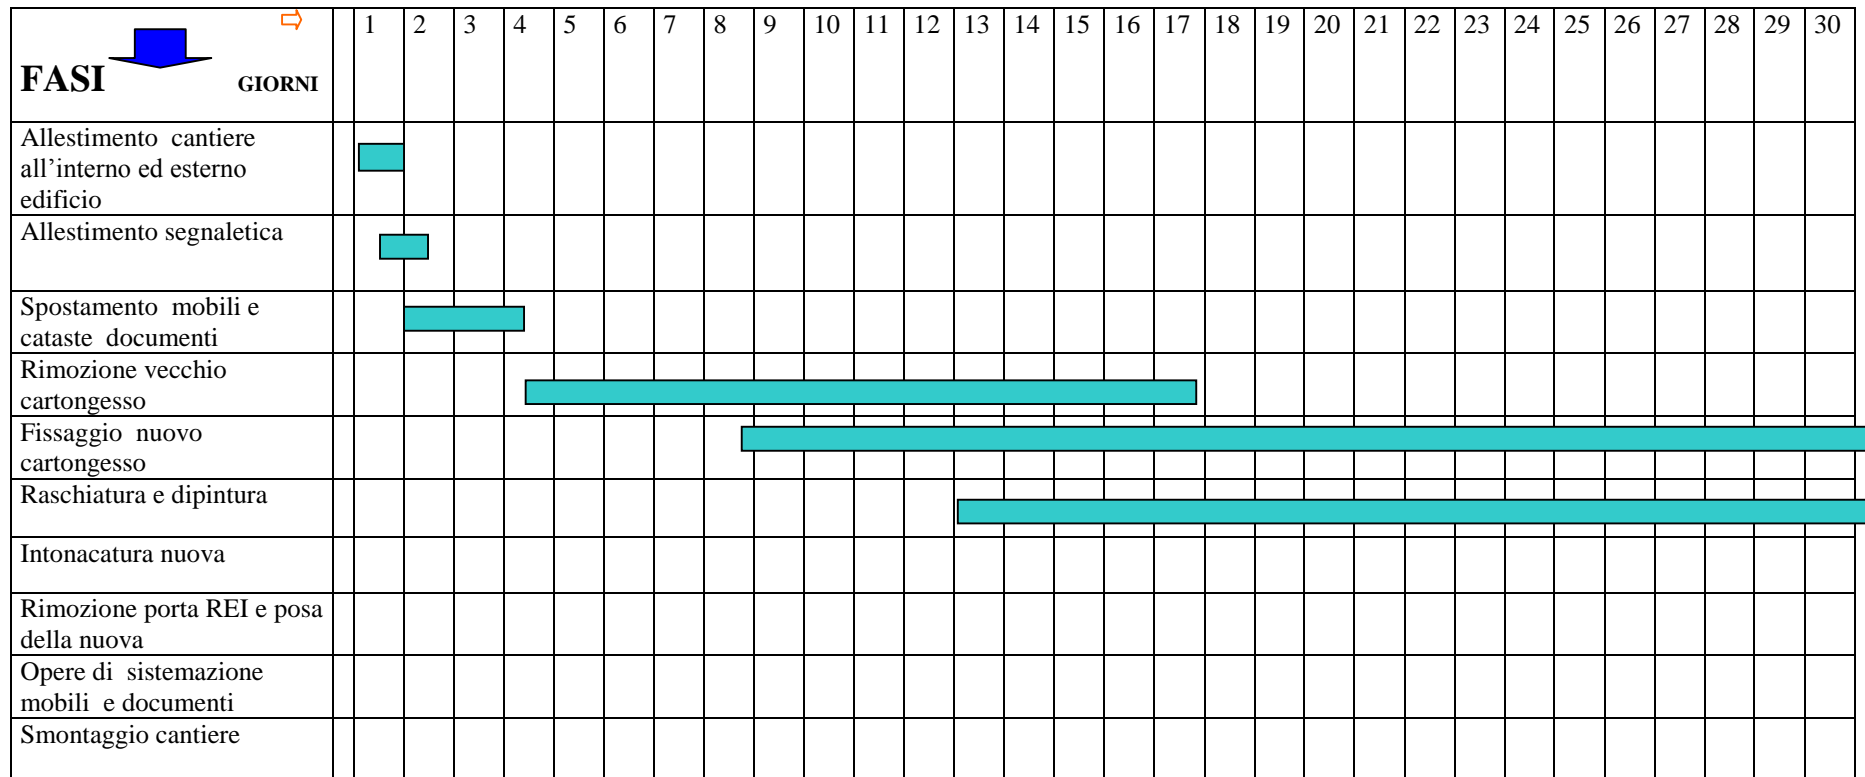 1 2 3 4 5 6 7 8 9 10 11 12 13 14 15 16 17 18 19 20 21 22 23 24 25 26 27 28 29 30
FASI GIORNI
Allestimento cantiere
all’interno ed esterno
edificio
Allestimento segnaletica
Spostamento mobili e
cataste documenti
Rimozione vecchio
cartongesso
Fissaggio nuovo
cartongesso
Raschiatura e dipintura
Intonacatura nuova
Rimozione porta REI e posa
della nuova
Opere di sistemazione
mobili e documenti
Smontaggio cantiere